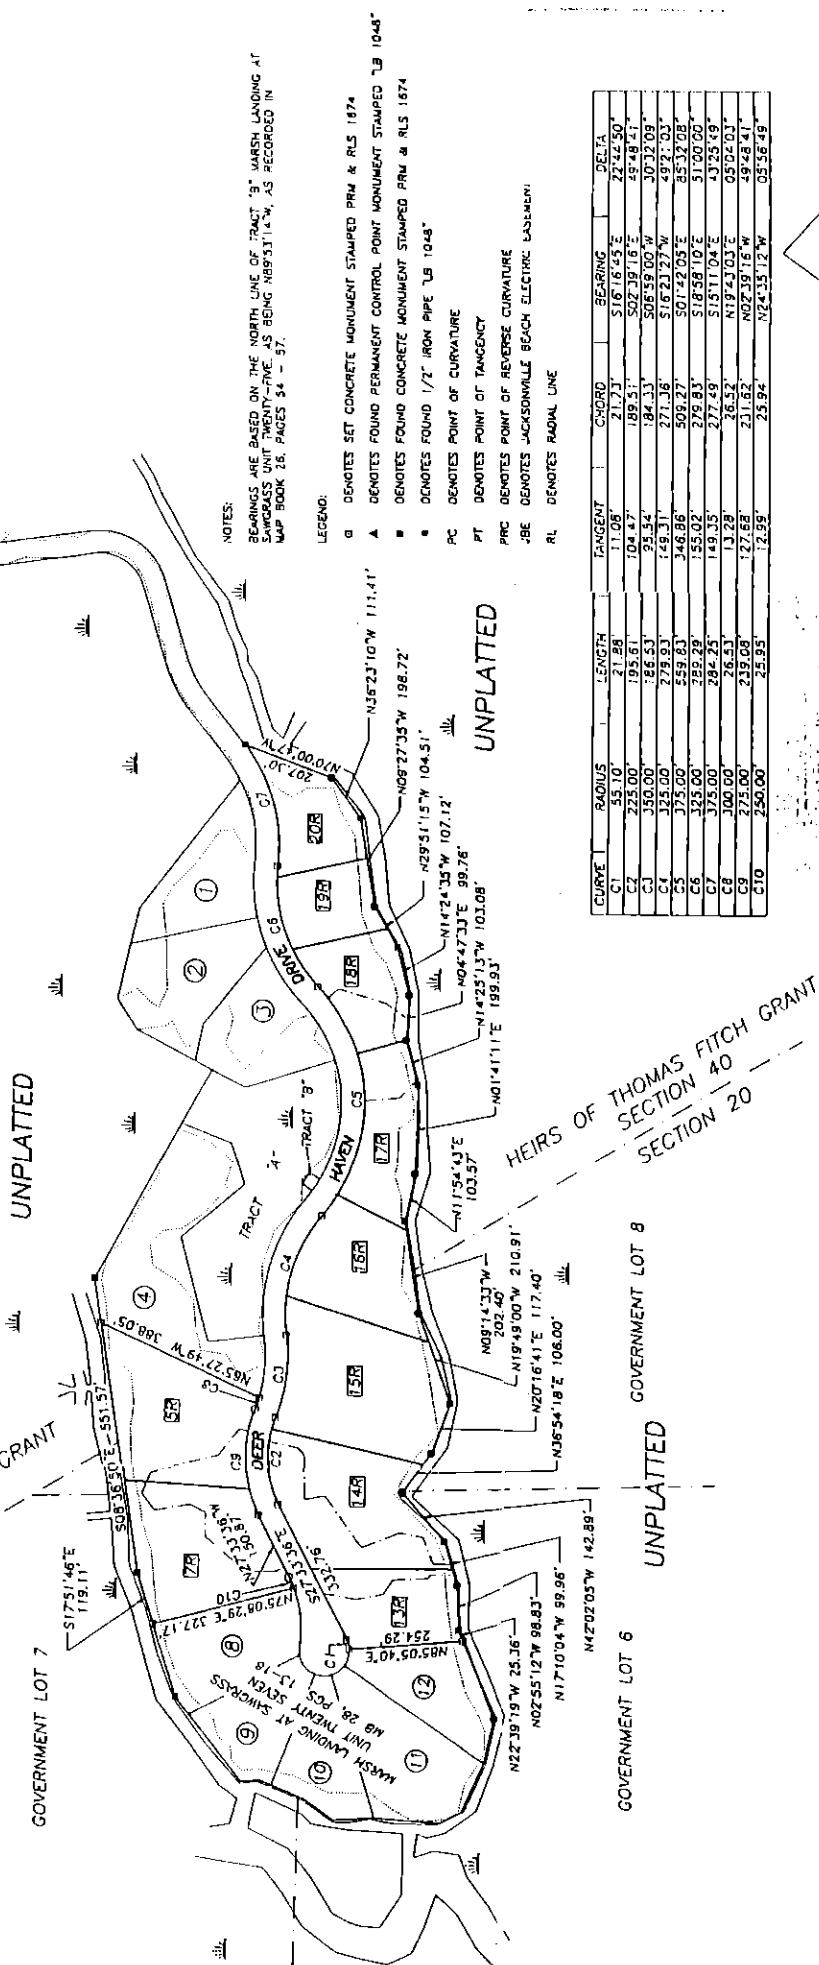 NOTES:
BEARINGS ARE BASED ON THE NORTH LINE OF TRACT "B" MARSH LANDING AT
SAWGRASS UNIT TWENTY-FIVE, AS BEING N89°53'14"W, AS RECORDED IN
MAP BOOK 26, PAGES 54 - 57.
LEGEND:
DENOTES SET CONCRETE MONUMENT STAMPED PRM & RLS 1674
▲ DENOTES FOUND PERMANENT CONTROL POINT MONUMENT STAMPED "LB 1048"
■ DENOTES FOUND CONCRETE MONUMENT STAMPED PRM & RLS 1674
● DENOTES FOUND 1/2" IRON PIPE "LB 1048"
PC DENOTES POINT OF CURVATURE
PT DENOTES POINT OF TANGENCY
PRC DENOTES POINT OF REVERSE CURVATURE
JBE DENOTES JACKSONVILLE BEACH ELECTRIC EASEMENT
RL DENOTES RADIAL LINE
CURVE RADIUS LENGTH TANGENT CHORD BEARING DELTA
C1 55.10' 21.88' 11.08' 21.73' S16°16'45"E 22°44'50"
C2 225.00' 195.61' 104.47' 189.51' S02°39'16"E 49°48'41"
C3 350.00' 186.53' 95.54' 184.33' S06°59'00"W 30°32'09"
C4 325.00' 279.93' 149.31' 271.36' S16°23'27"W 49°21'03"
C5 375.00' 559.83' 346.86' 509.27' S01°42'05"E 85°32'08"
C6 325.00' 289.29' 155.02' 279.83' S18°58'10"E 51°00'00"
C7 375.00' 284.25' 149.35' 277.49' S15°11'04"E 43°25'49"
C8 300.00' 26.53' 13.28' 26.52' N19°43'03"E 05°04'03"
C9 275.00' 239.08' 127.68' 231.62' N02°39'16"W 49°48'41"
C10 250.00' 25.95' 12.99' 25.94' N24°35'12"W 05°56'49"
UNPLATTED
UNPLATTED
UNPLATTED
GOVERNMENT LOT 7
GOVERNMENT LOT 6
GOVERNMENT LOT 8
GRANT
HEIRS OF THOMAS FITCH GRANT
SECTION 40
SECTION 20
DEER
HAVEN
DRIVE
TRACT "A"
TRACT "B"
MARSH LANDING AT SAWGRASS
UNIT TWENTY SEVEN
MB 28, PGS 13-18
1
2
3
4
5R
7R
8
9
10
11
12
13R
14R
15R
16R
17R
18R
19R
20R
C1
C2
C3
C4
C5
C6
C7
C8
C9
C10
S17°51'46"E
119.11'
S08°36'50"E 551.57'
N65°27'49"W 388.05'
N75°08'29"E 327.17'
N27°33'36"W
190.87'
S27°33'36"E
332.76'
N85°05'40"E
254.29'
N70°00'47"W
207.30'
N36°23'10"W 111.41'
N09°27'35"W 198.72'
N29°51'15"W 104.51'
N14°24'35"W 107.12'
N04°47'33"E 99.76'
N14°25'13"W 103.08'
N01°41'11"E 199.93'
N11°54'43"E
103.57'
N09°14'33"W
202.40'
N19°49'00"W 210.91'
N20°16'41"E 117.40'
N36°54'18"E 106.00'
N42°02'05"W 142.89'
N17°10'04"W 99.96'
N02°55'12"W 98.83'
N22°39'19"W 25.36'